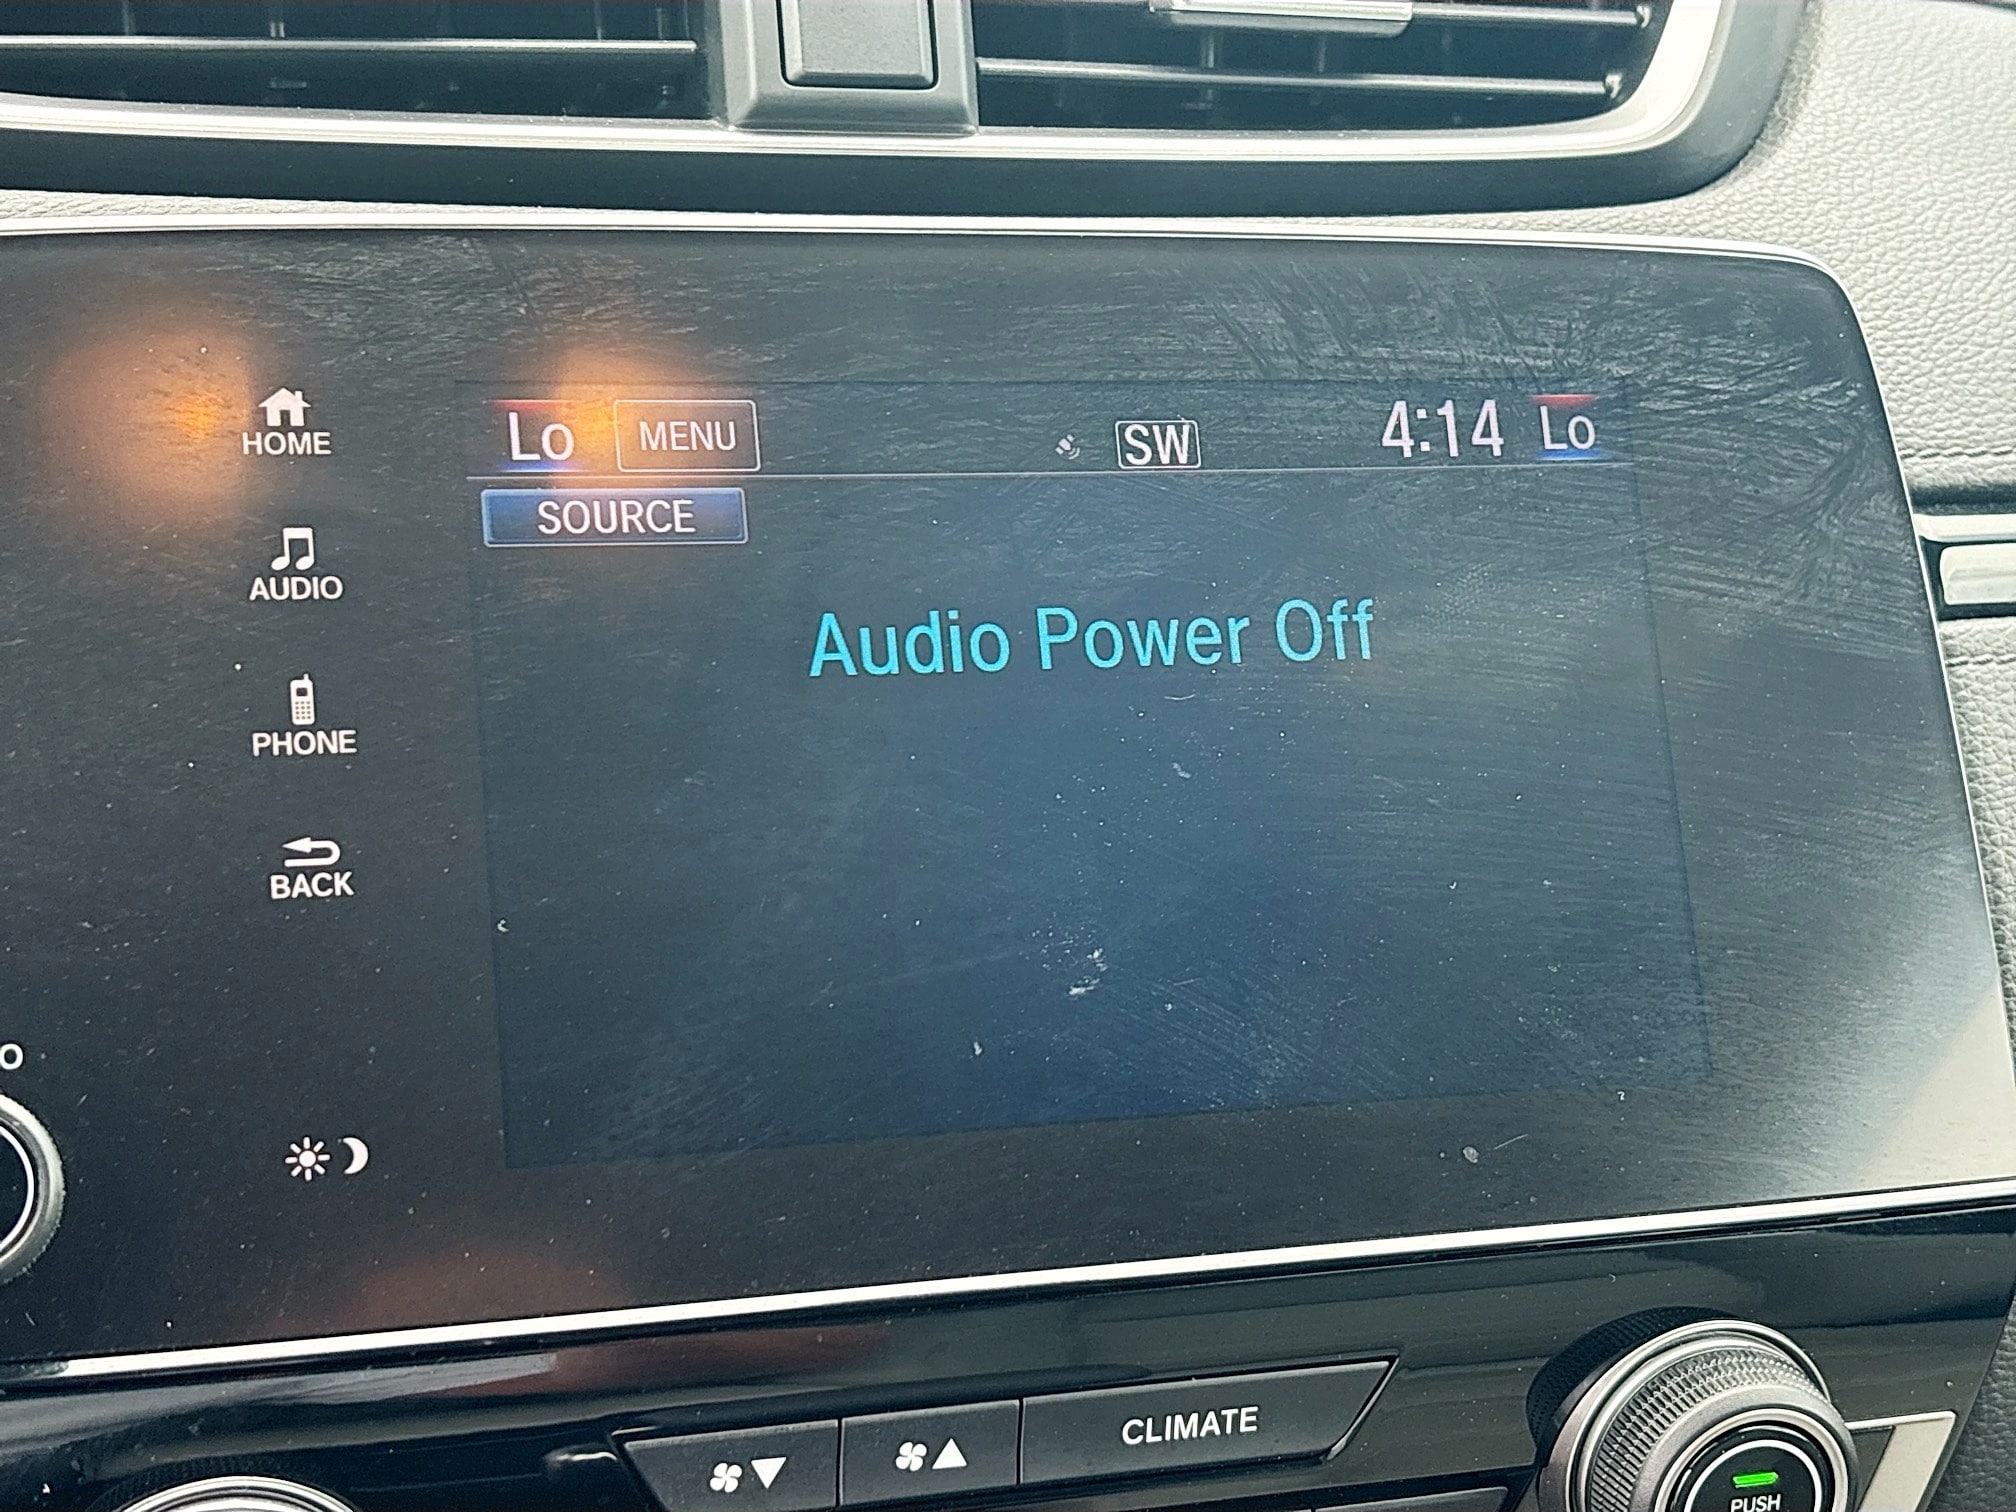 HOME
AUDIO
PHONE
BACK
Lo MENU SW 4:14 Lo
SOURCE
Audio Power Off
CLIMATE
PUSH